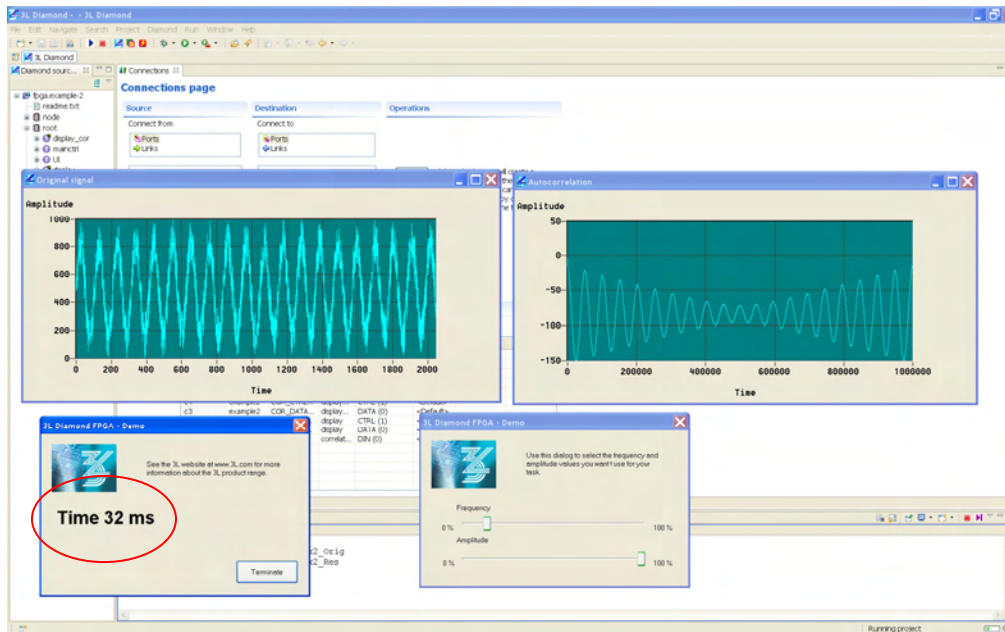 3L Diamond - - 3L Diamond
File Edit Navigate Search Project Diamond Run Window Help
3L Diamond
Diamond sourc...
Connections
fpga.example-2
readme.txt
node
root
display_cor
mainctrl
UI
Connections page
Source Destination Operations
Connect from Connect to
Ports Ports
Links Links
Original signal
Amplitude
1000
800
600
400
200
0
0 200 400 600 800 1000 1200 1400 1600 1800 2000
Time
Autocorrelation
Amplitude
50
0
-50
-100
-150
0 200000 400000 600000 800000 1000000
Time
c3 example2 COR_DATA... display... DATA (0) <Default>
display CTRL (1)
display DATA (0)
correlat... DIN (0)
3L Diamond FPGA - Demo
See the 3L website at www.3L.com for more
information about the 3L product range.
Time 32 ms
Terminate
3L Diamond FPGA - Demo
Use this dialog to select the frequency and
amplitude values you want t use for your
task.
Frequency
0 % 100 %
Amplitude
0 % 100 %
x2_Orig
x2_Res
Running project